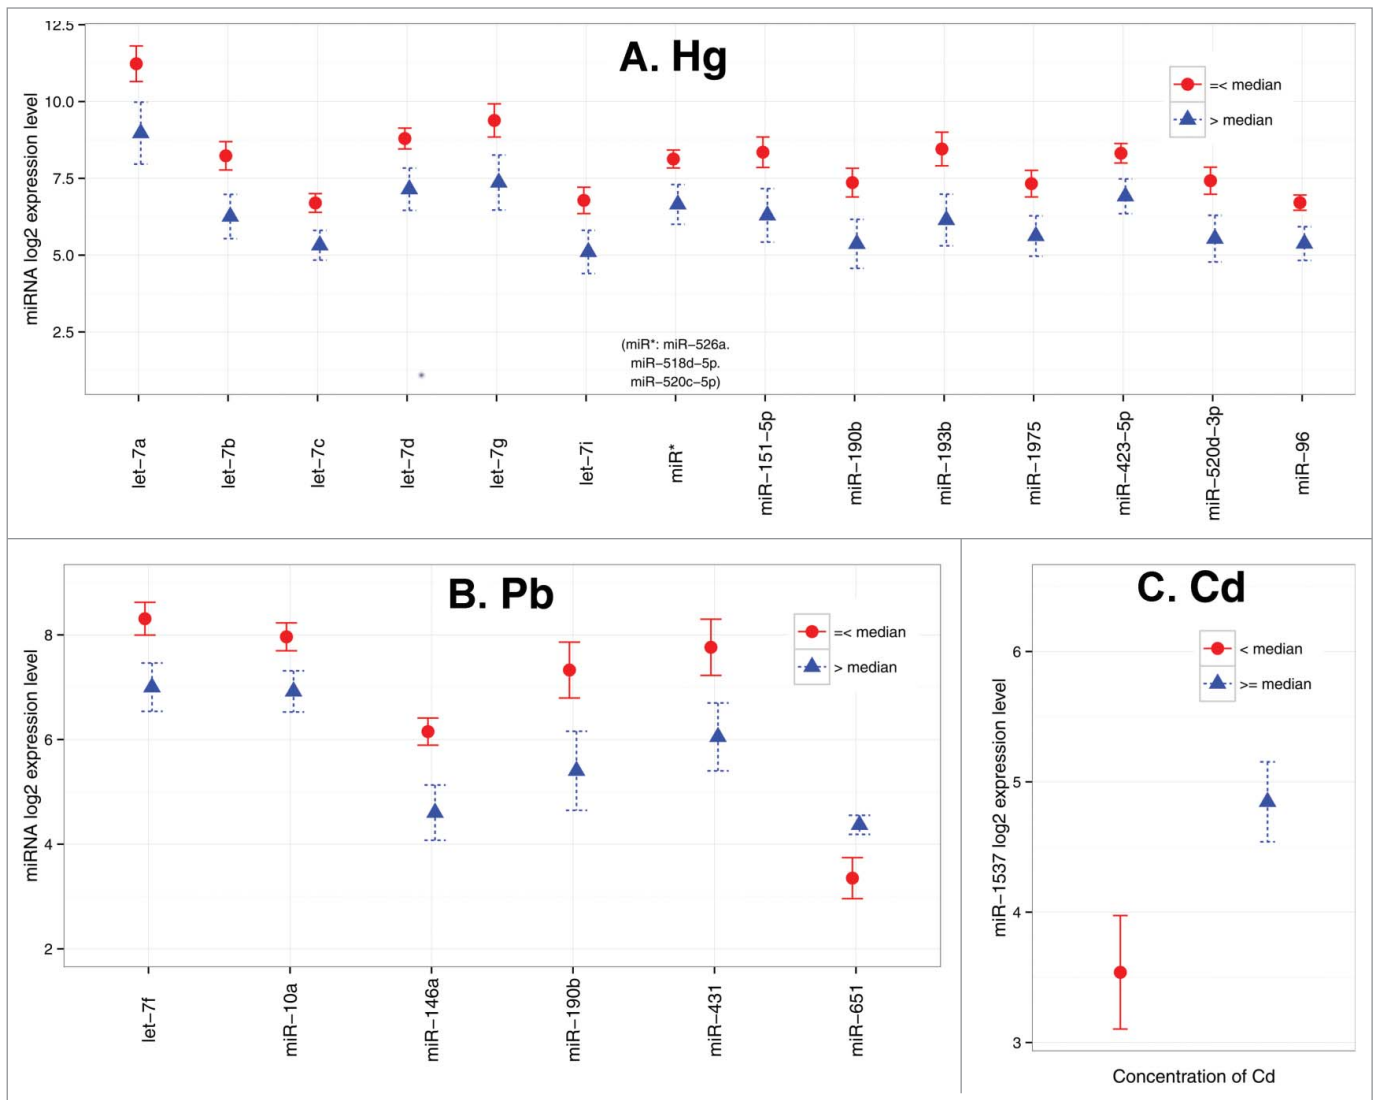 A. Hg
miRNA log2 expression level
12.5
10.0
7.5
5.0
2.5
=< median
> median
(miR*: miR−526a.
miR−518d−5p.
miR−520c−5p)
let−7a
let−7b
let−7c
let−7d
let−7g
let−7i
miR*
miR−151−5p
miR−190b
miR−193b
miR−1975
miR−423−5p
miR−520d−3p
miR−96
B. Pb
miRNA log2 expression level
8
6
4
2
=< median
> median
let−7f
miR−10a
miR−146a
miR−190b
miR−431
miR−651
C. Cd
miR−1537 log2 expression level
6
5
4
3
< median
>= median
Concentration of Cd